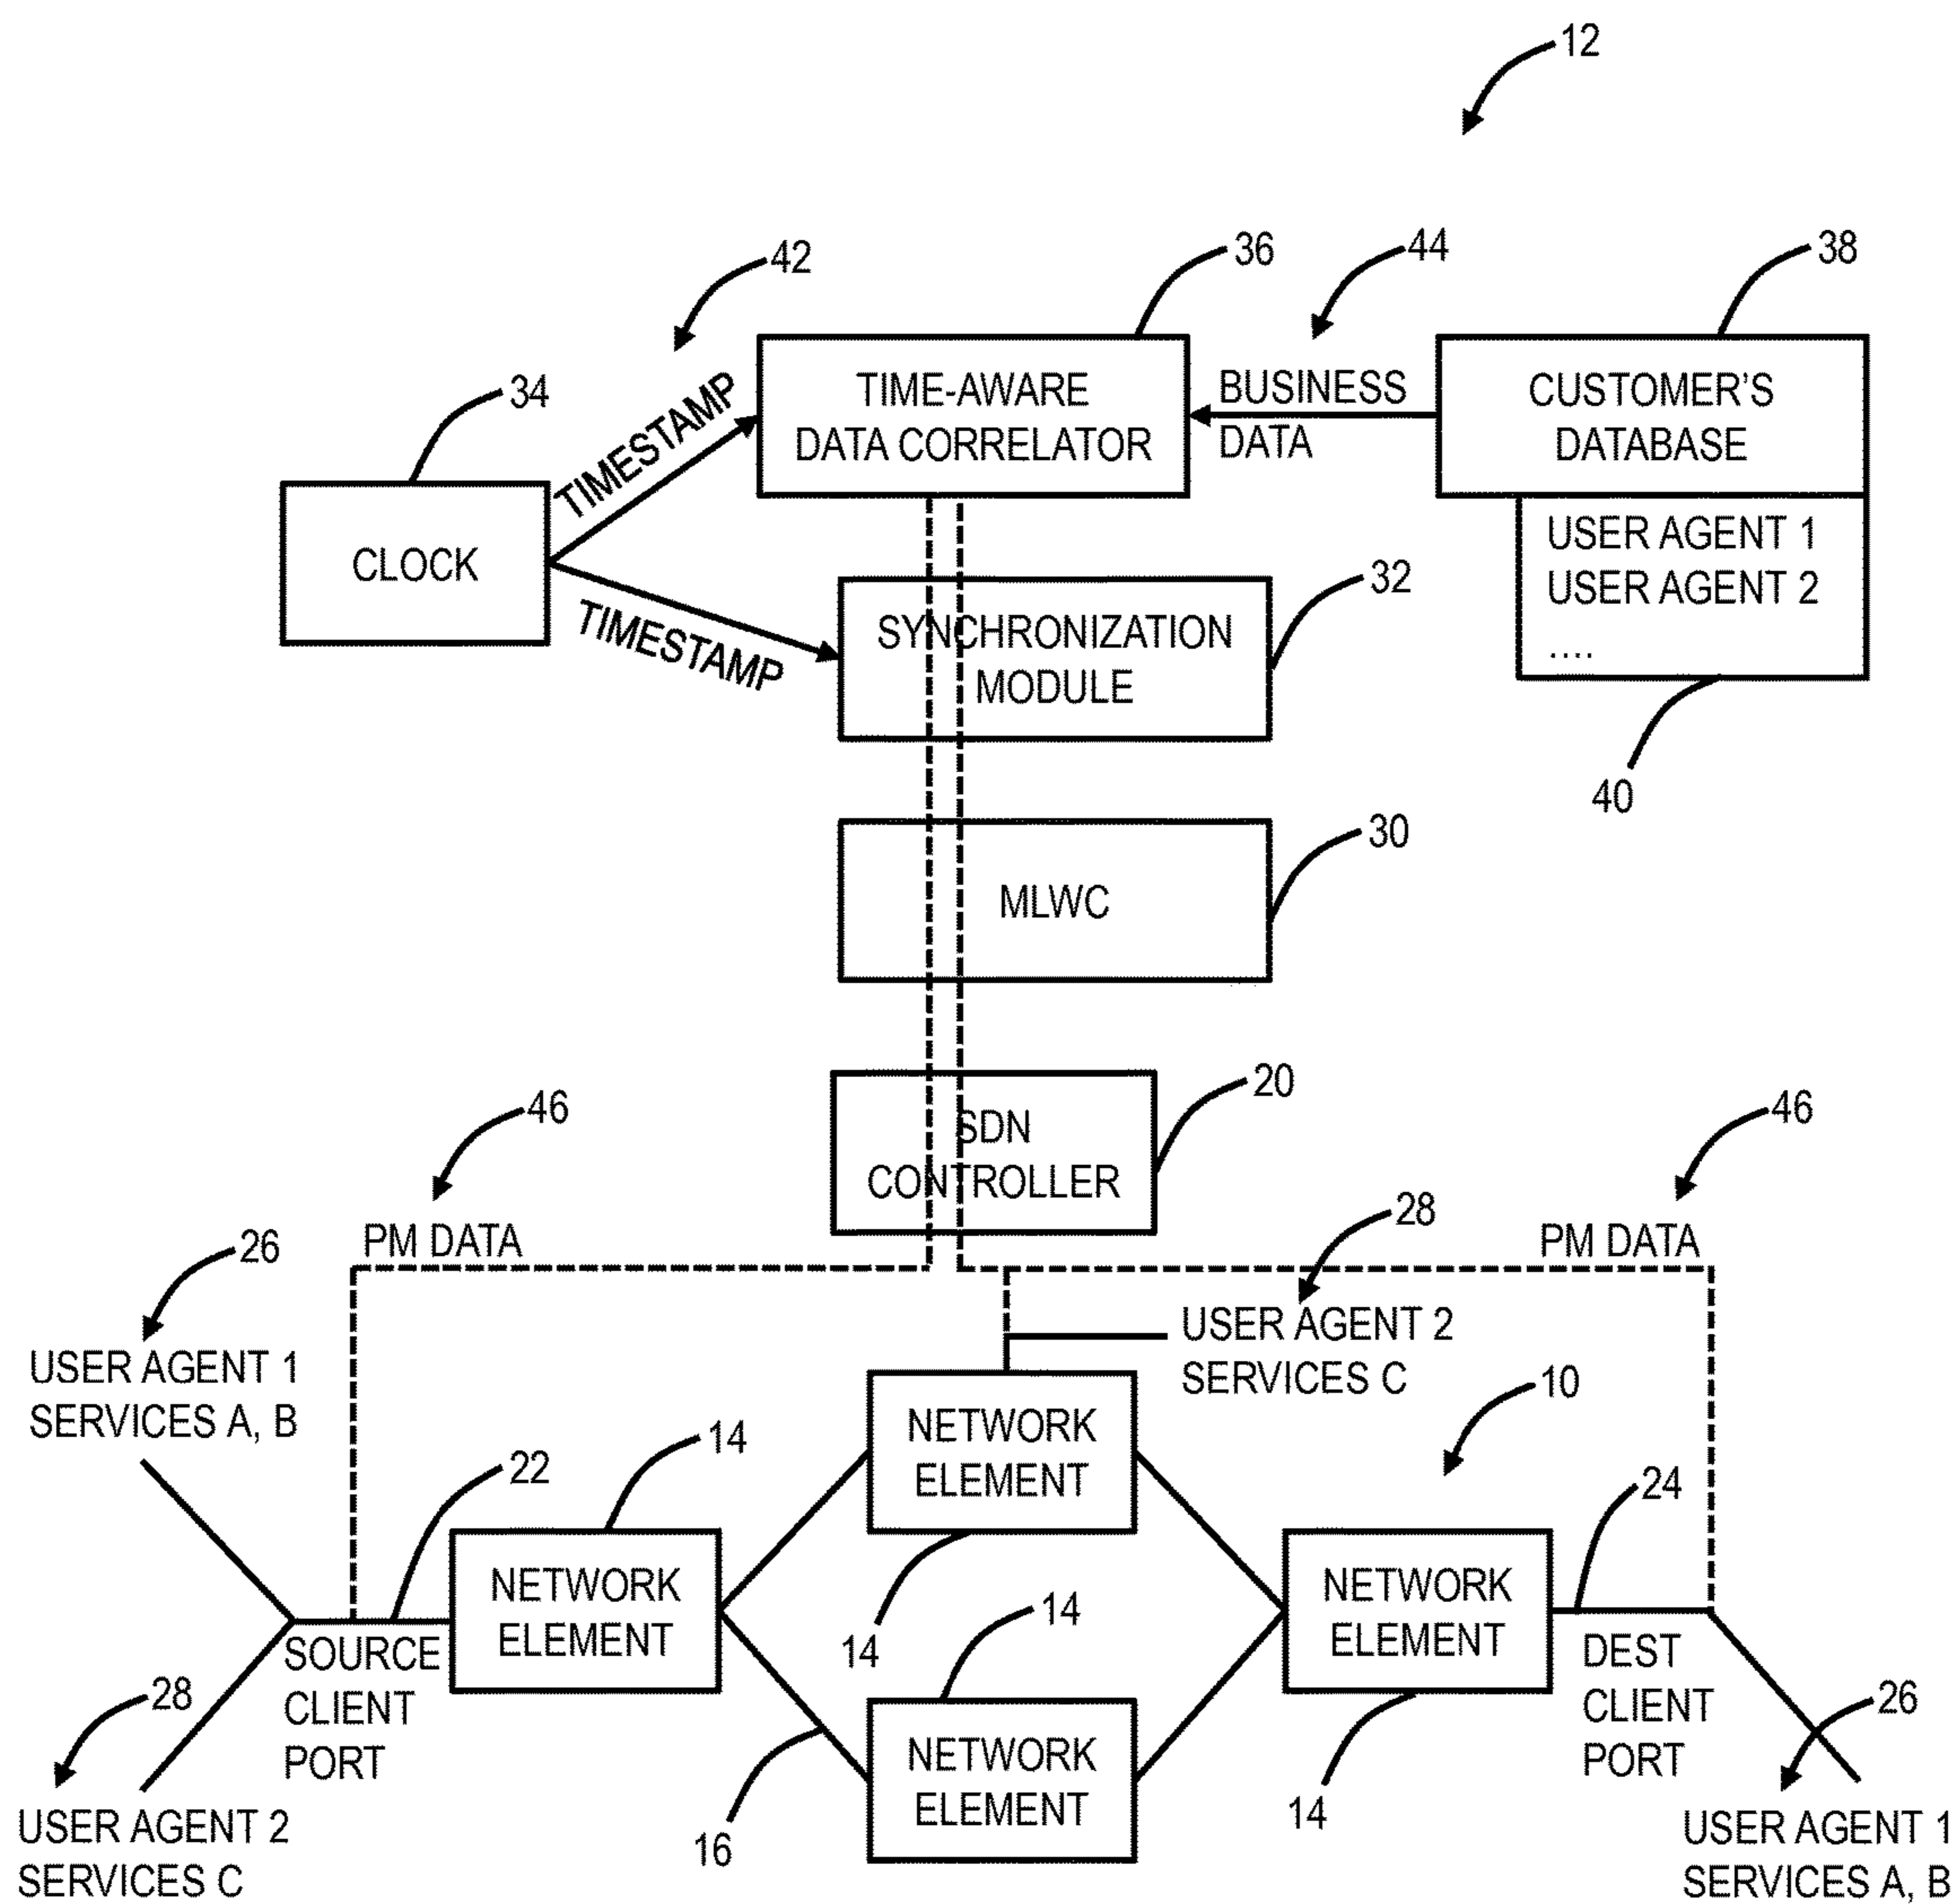 12
42
36
44
38
34
TIMESTAMP
TIME-AWARE
DATA CORRELATOR
BUSINESS
DATA
CUSTOMER'S
DATABASE
CLOCK
TIMESTAMP
USER AGENT 1
USER AGENT 2
....
32
SYNCHRONIZATION
MODULE
40
30
MLWC
20
SDN
CONTROLLER
46
PM DATA
46
PM DATA
26
USER AGENT 1
SERVICES A, B
28
USER AGENT 2
SERVICES C
10
14
22
NETWORK
ELEMENT
24
NETWORK
ELEMENT
14
14
NETWORK
ELEMENT
SOURCE
CLIENT
PORT
DEST
CLIENT
PORT
28
USER AGENT 2
SERVICES C
16
NETWORK
ELEMENT
14
26
USER AGENT 1
SERVICES A, B